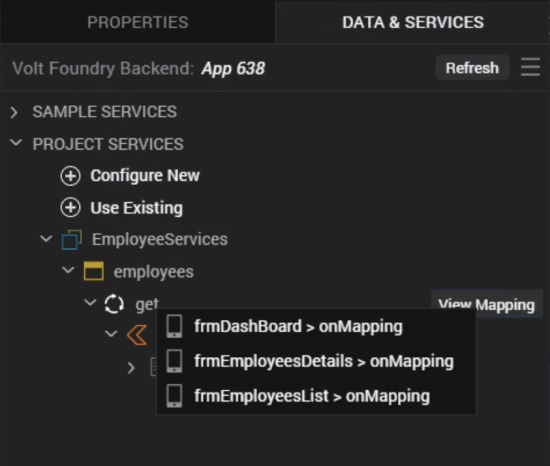 PROPERTIES DATA & SERVICES
Volt Foundry Backend: App 638 Refresh
SAMPLE SERVICES
PROJECT SERVICES
Configure New
Use Existing
EmployeeServices
employees
get View Mapping
frmDashBoard > onMapping
frmEmployeesDetails > onMapping
frmEmployeesList > onMapping